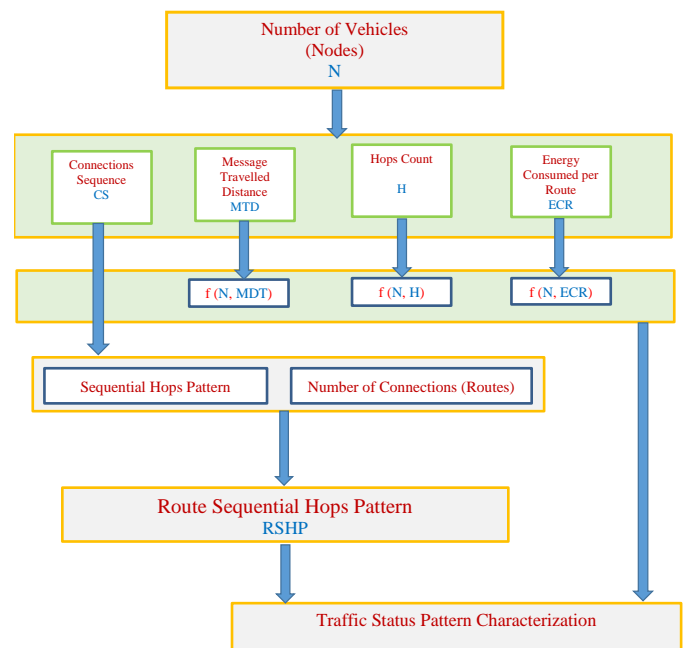 Number of Vehicles
(Nodes)
N
Connections
Sequence
CS
Message
Travelled
Distance
MTD
Hops Count
H
Energy
Consumed per
Route
ECR
f (N, MDT)
f (N, H)
f (N, ECR)
Sequential Hops Pattern
Number of Connections (Routes)
Route Sequential Hops Pattern
RSHP
Traffic Status Pattern Characterization